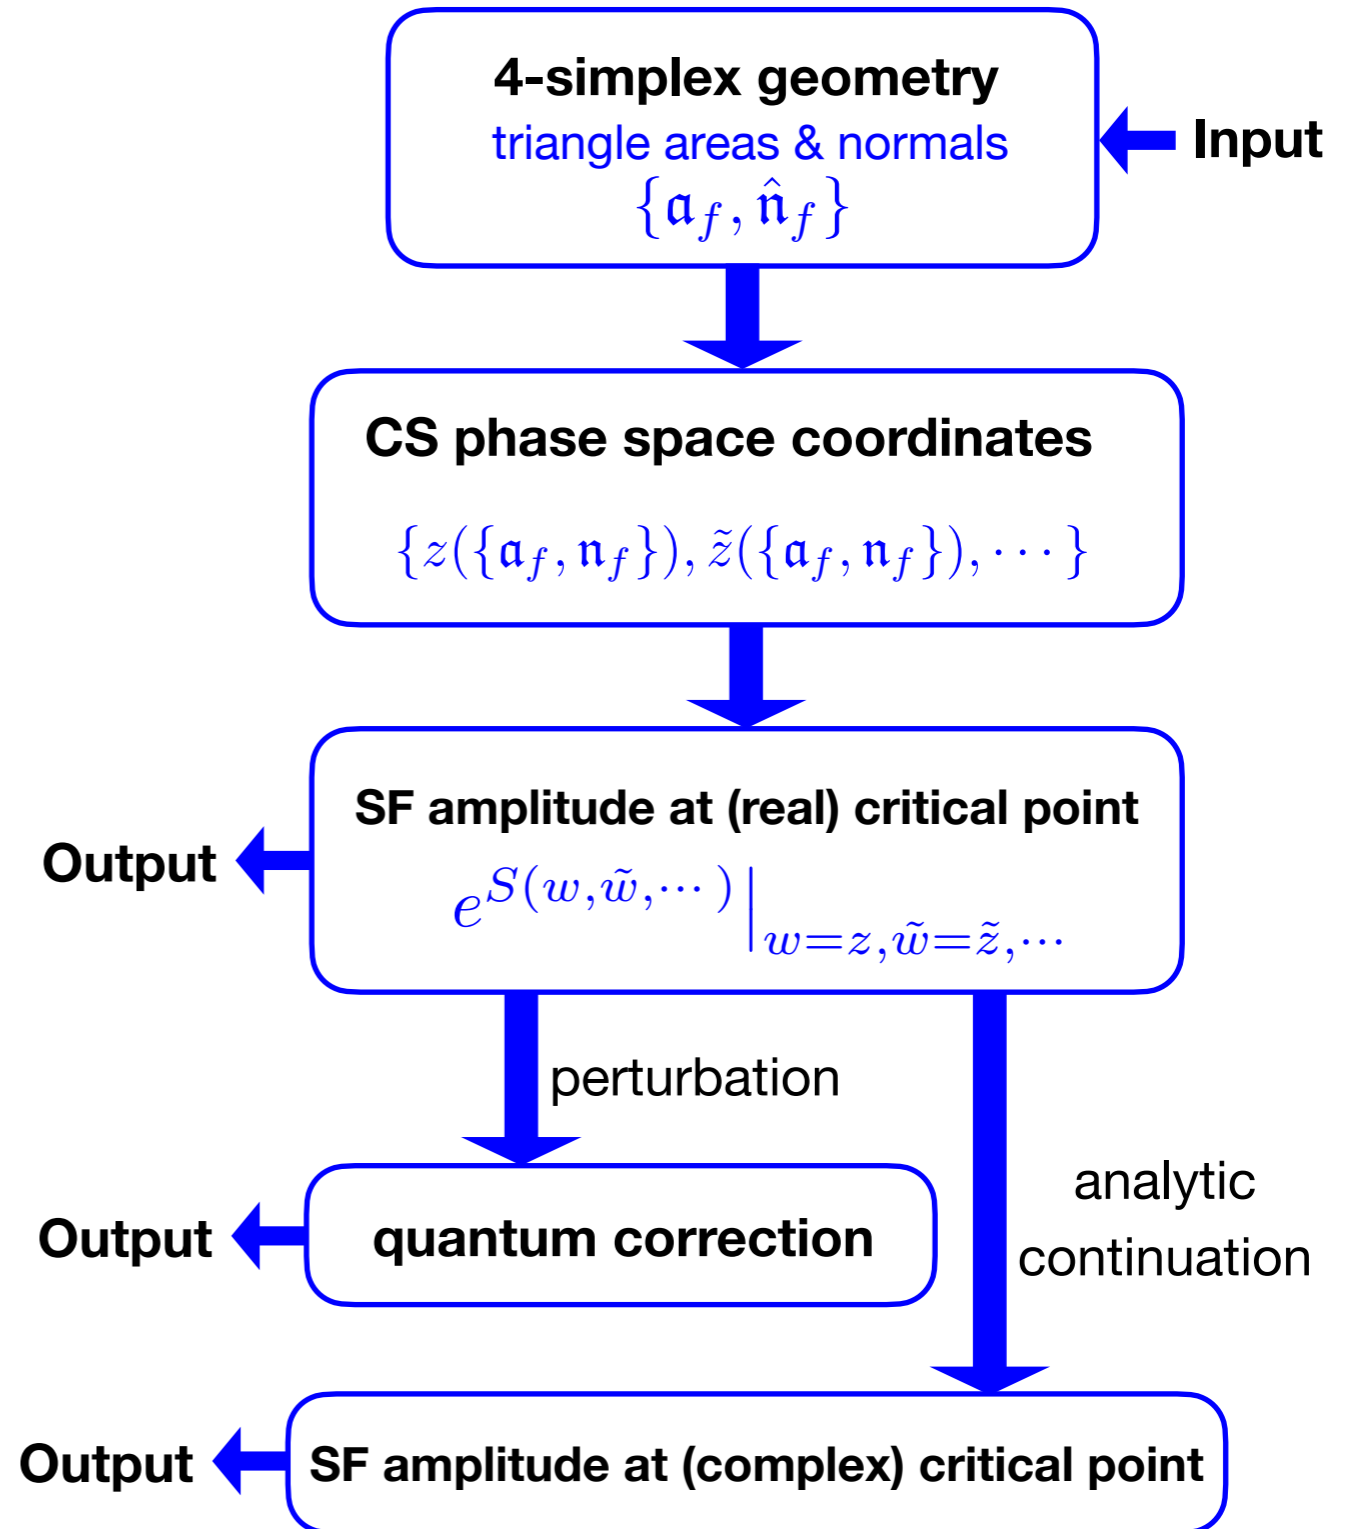 4-simplex geometry
triangle areas & normals
Input
{𝔞_f, n̂_f}
CS phase space coordinates
{z({𝔞_f, 𝔫_f}), z̃({𝔞_f, 𝔫_f}), ⋯}
SF amplitude at (real) critical point
Output
e^{S(w,w̃,⋯)}|_{w=z,w̃=z̃,⋯}
perturbation
analytic
continuation
Output
quantum correction
Output
SF amplitude at (complex) critical point